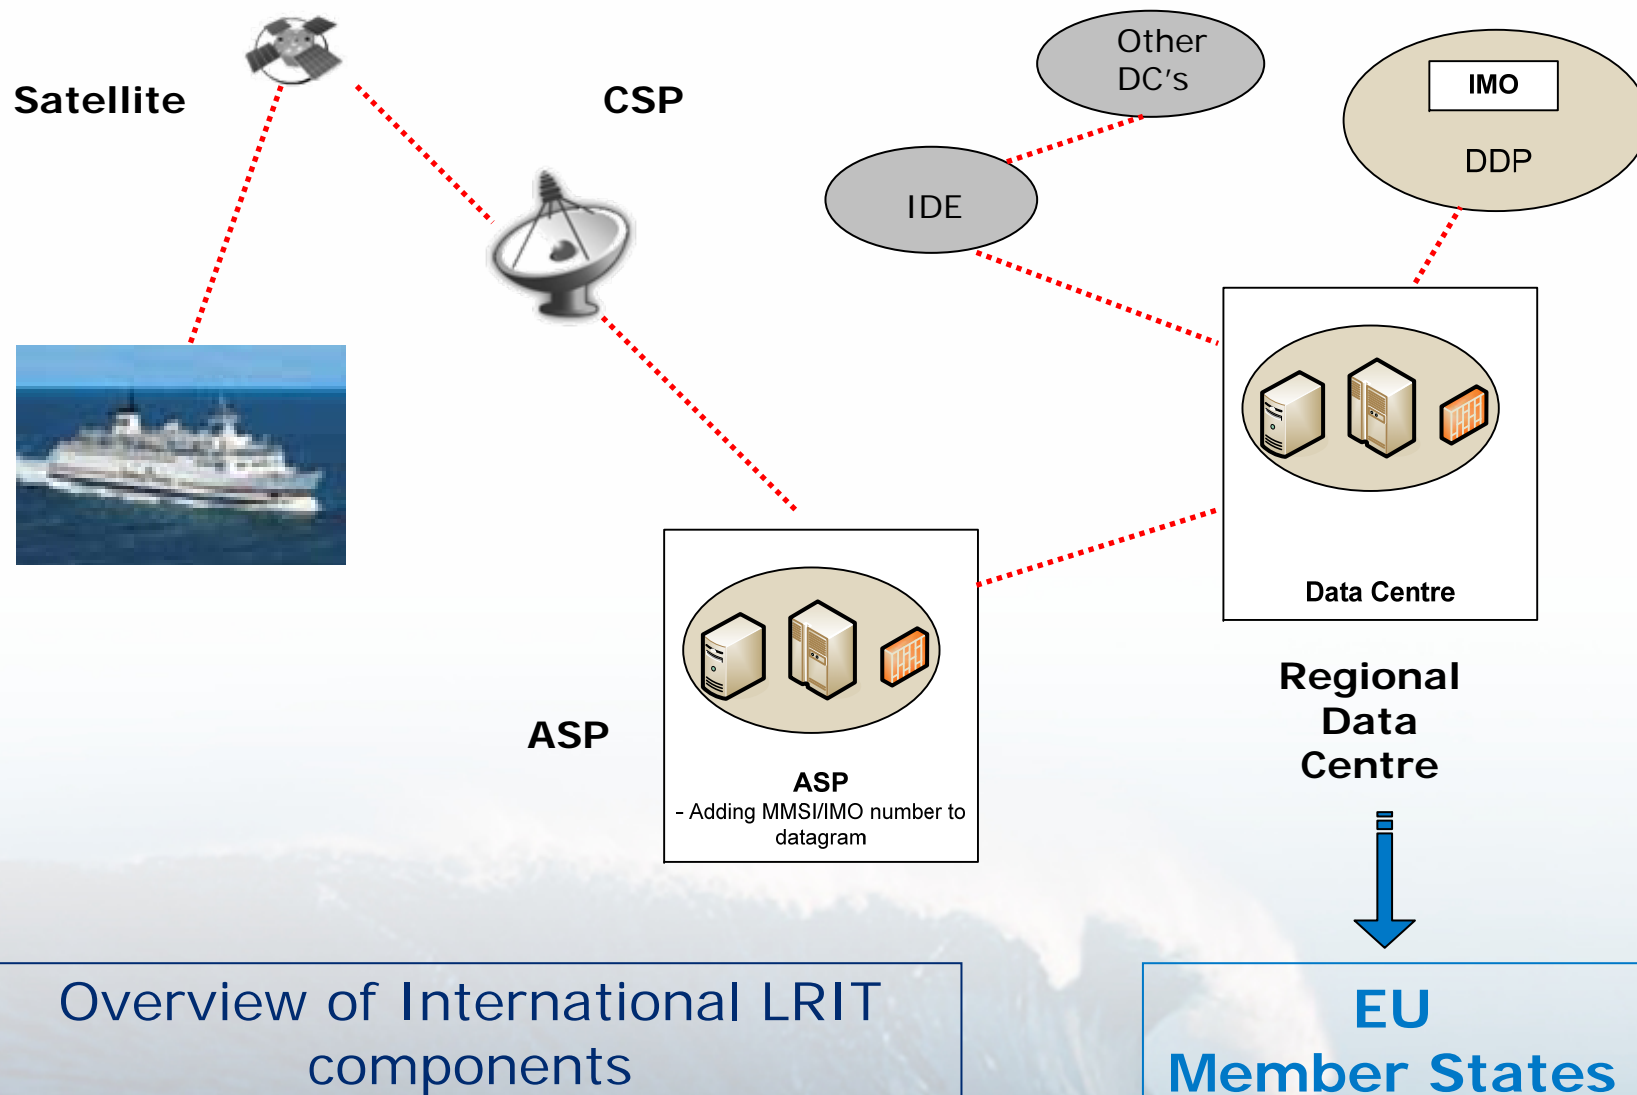 Satellite
CSP
Other
DC's
IMO
DDP
IDE
Data Centre
Regional
Data
Centre
ASP
ASP
- Adding MMSI/IMO number to
datagram
Overview of International LRIT
components
EU
Member States